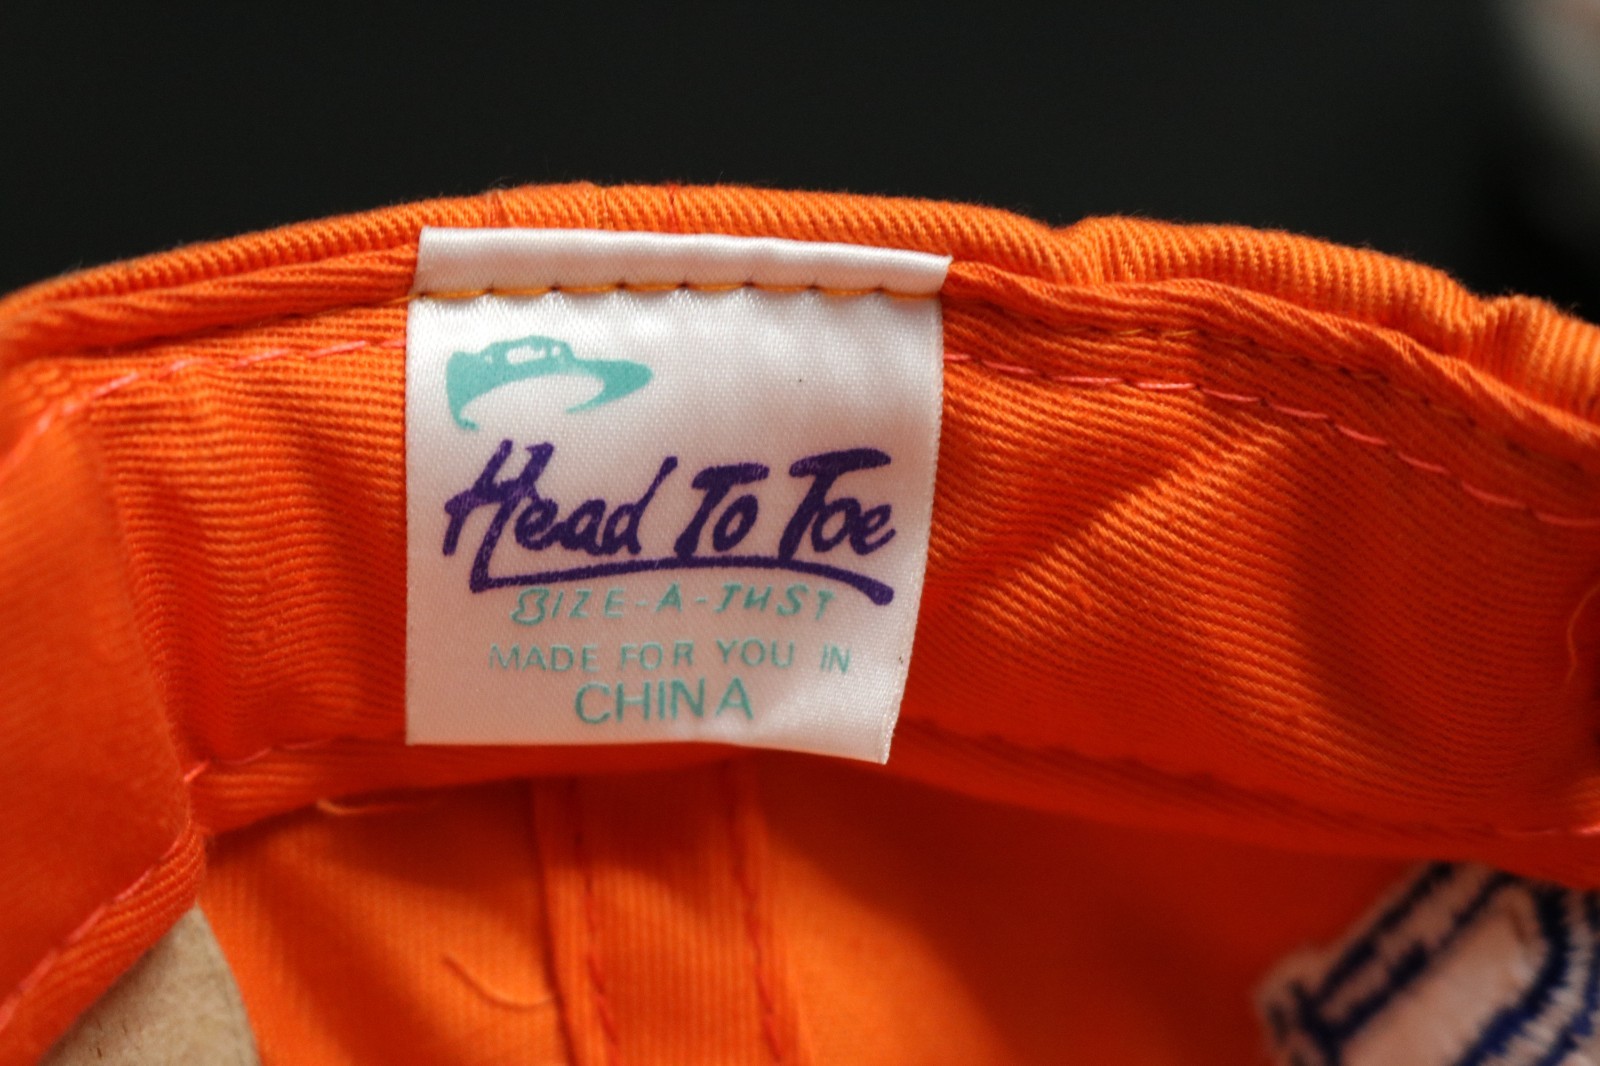 Head To Toe
SIZE-A-JUST
MADE FOR YOU IN
CHINA